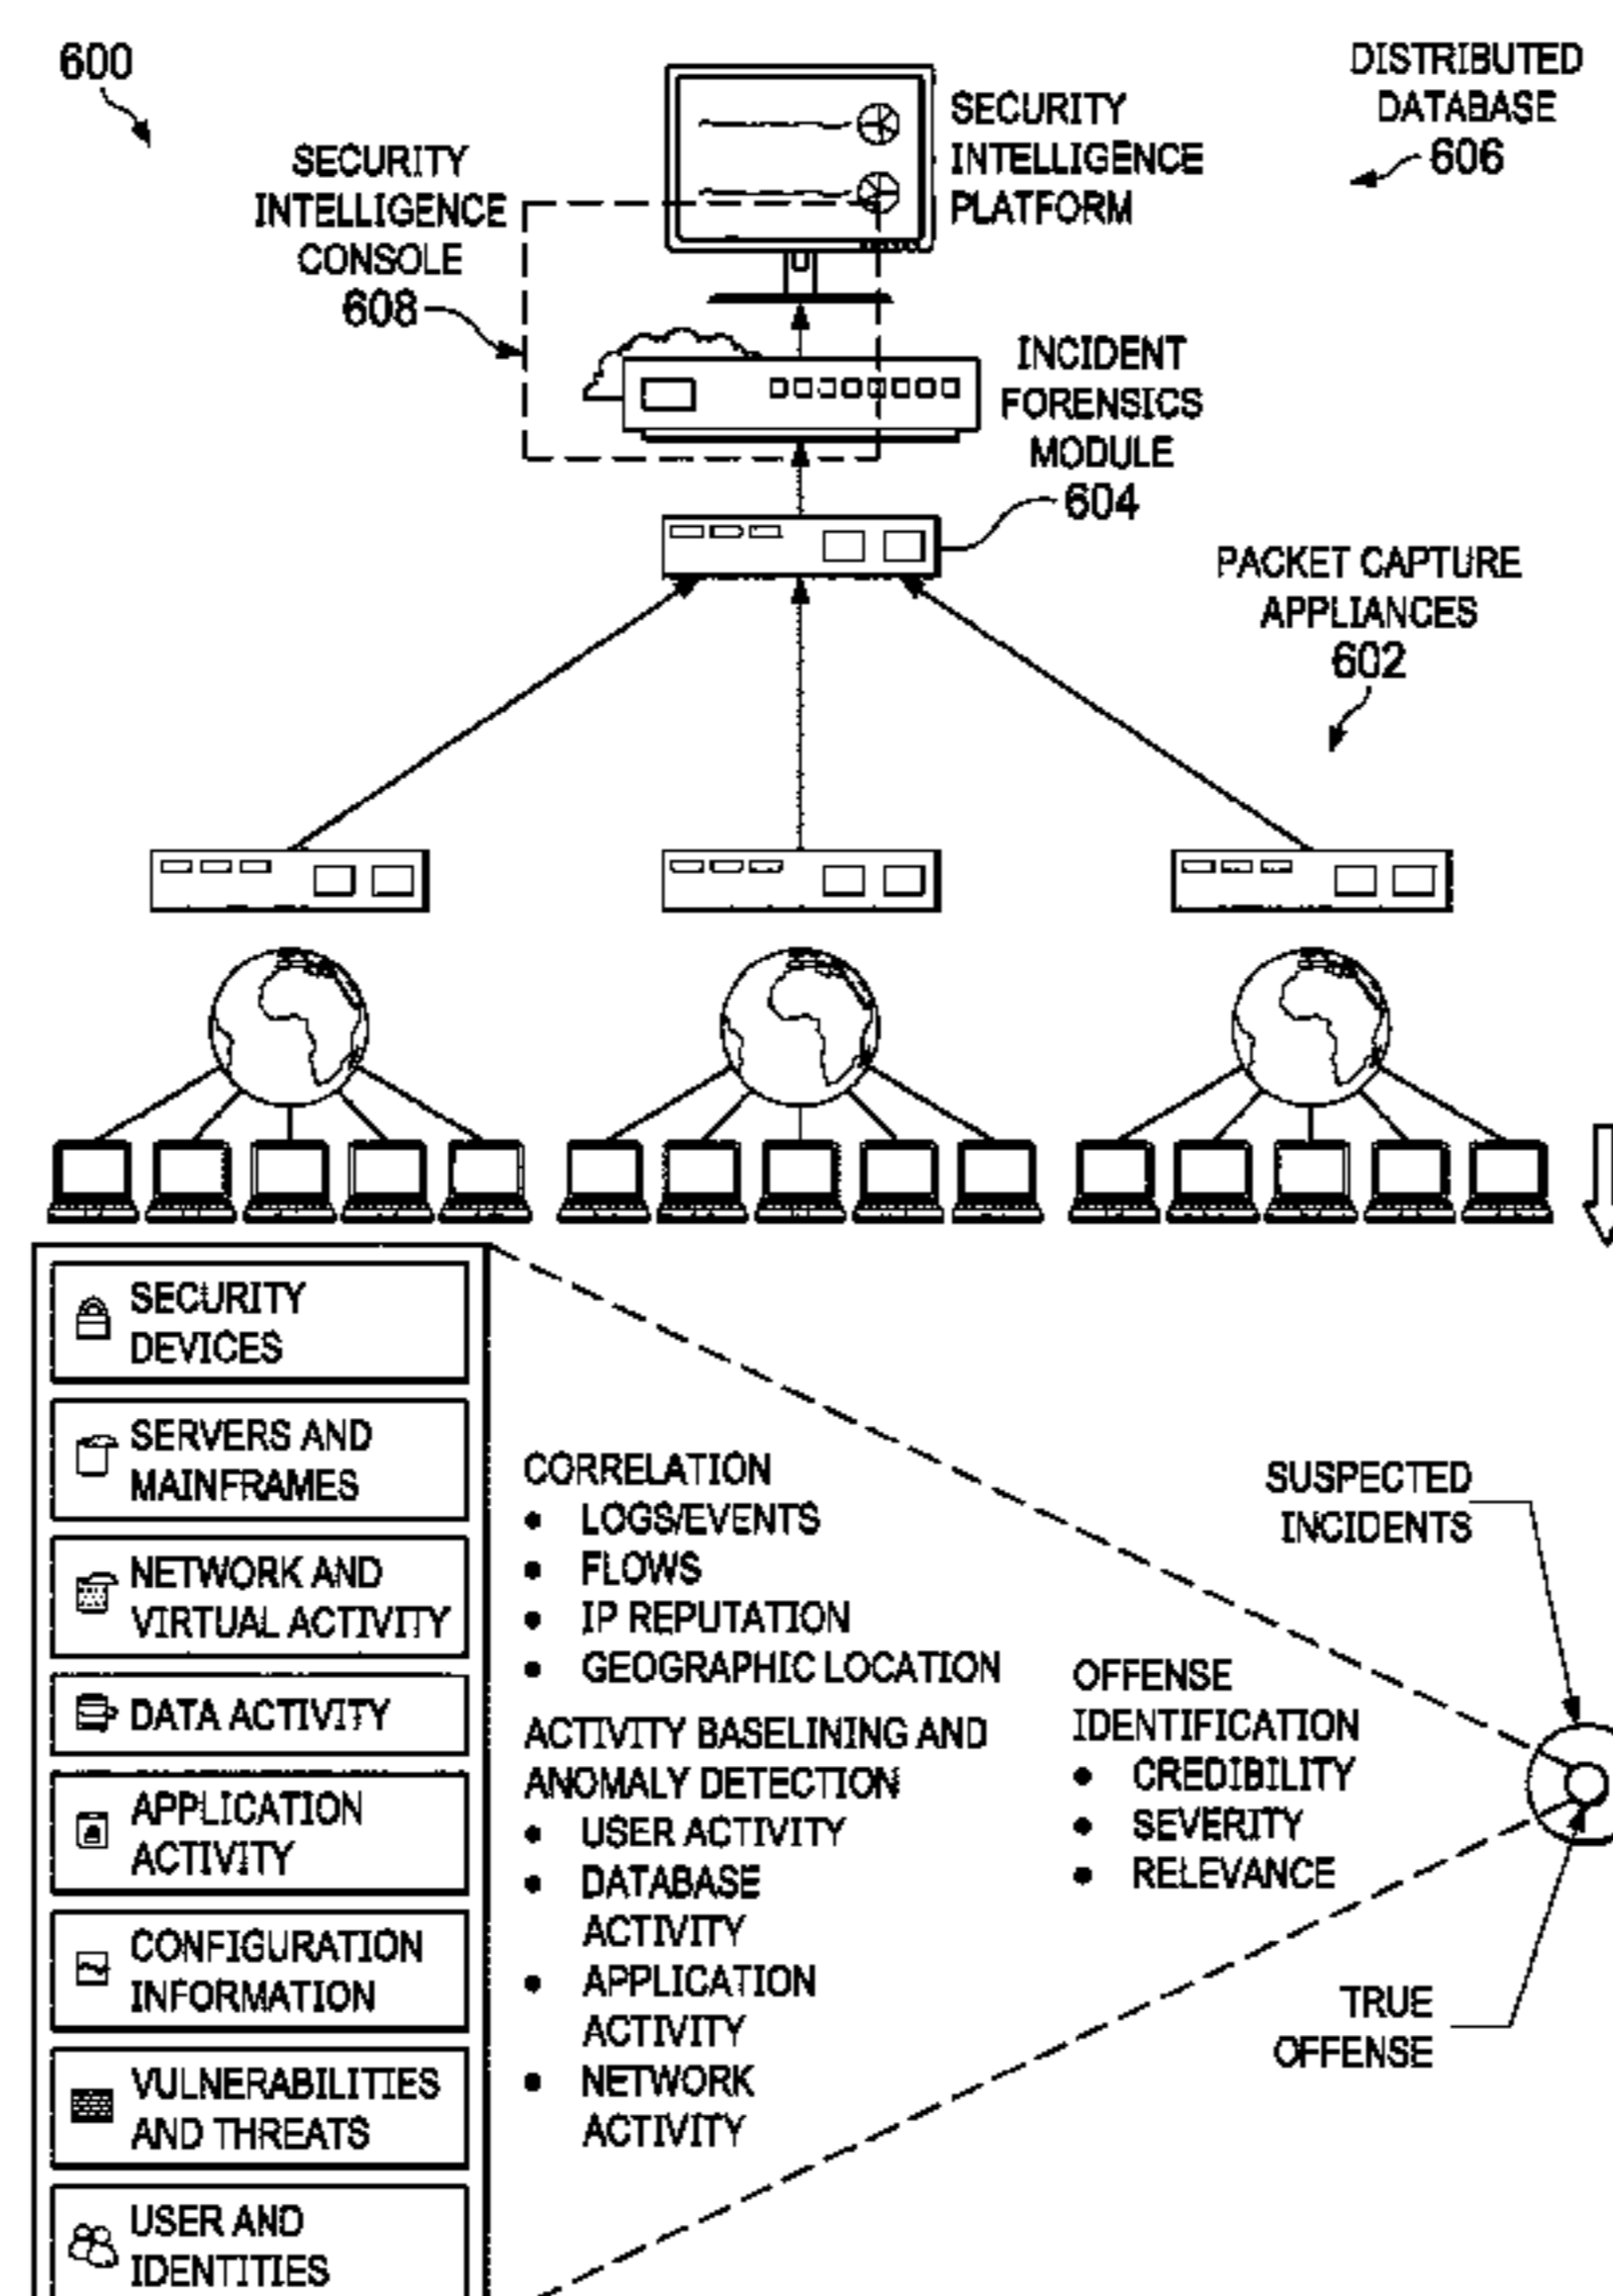 600
DISTRIBUTED
DATABASE
606
SECURITY
INTELLIGENCE
PLATFORM
SECURITY
INTELLIGENCE
CONSOLE
608
INCIDENT
FORENSICS
MODULE
604
PACKET CAPTURE
APPLIANCES
602
SECURITY
DEVICES
SERVERS AND
MAINFRAMES
NETWORK AND
VIRTUAL ACTIVITY
DATA ACTIVITY
APPLICATION
ACTIVITY
CONFIGURATION
INFORMATION
VULNERABILITIES
AND THREATS
USER AND
IDENTITIES
CORRELATION
• LOGS/EVENTS
• FLOWS
• IP REPUTATION
• GEOGRAPHIC LOCATION
ACTIVITY BASELINING AND
ANOMALY DETECTION
• USER ACTIVITY
• DATABASE
ACTIVITY
• APPLICATION
ACTIVITY
• NETWORK
ACTIVITY
OFFENSE
IDENTIFICATION
• CREDIBILITY
• SEVERITY
• RELEVANCE
SUSPECTED
INCIDENTS
TRUE
OFFENSE